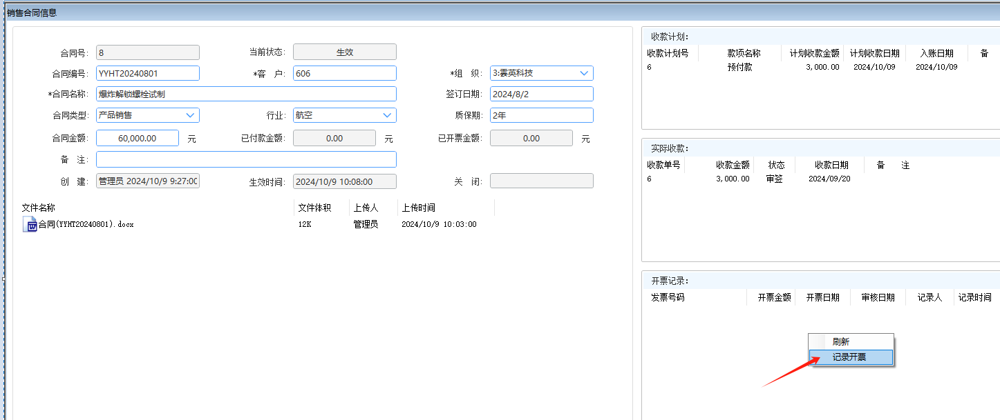 销售合同信息
合同号: 8 当前状态: 生效
合同编号: YYHT20240801 *客 户: 606 *组 织: 3:霎英科技
*合同名称: 爆炸解锁螺栓试制 签订日期: 2024/8/2
合同类型: 产品销售 行业: 航空 质保期: 2年
合同金额: 60,000.00 元 已付款金额: 0.00 元 已开票金额: 0.00 元
备 注:
创 建: 管理员 2024/10/9 9:27:00 生效时间: 2024/10/9 10:08:00 关 闭:
文件名称 文件体积 上传人 上传时间
合同(YYHT20240801).docx 12K 管理员 2024/10/9 10:03:00
收款计划:
收款计划号 款项名称 计划收款金额 计划收款日期 入账日期 备
6 预付款 3,000.00 2024/10/09 2024/10/09
实际收款:
收款单号 收款金额 状态 收款日期 备 注
6 3,000.00 审签 2024/09/20
开票记录:
发票号码 开票金额 开票日期 审核日期 记录人 记录时间
刷新
记录开票